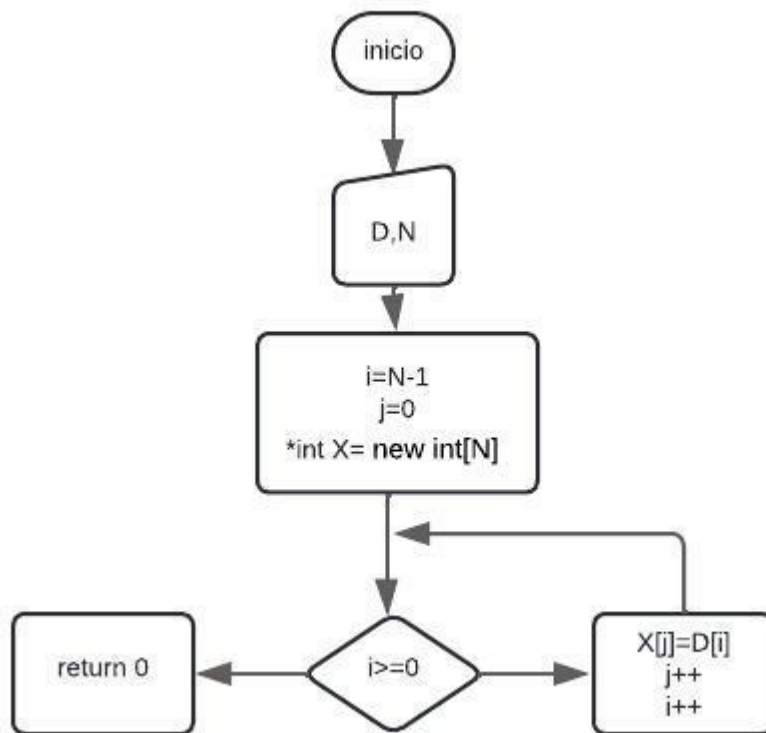 inicio
D,N
i=N-1
j=0
*int X= new int[N]
i>=0
return 0
X[j]=D[i]
j++
i++